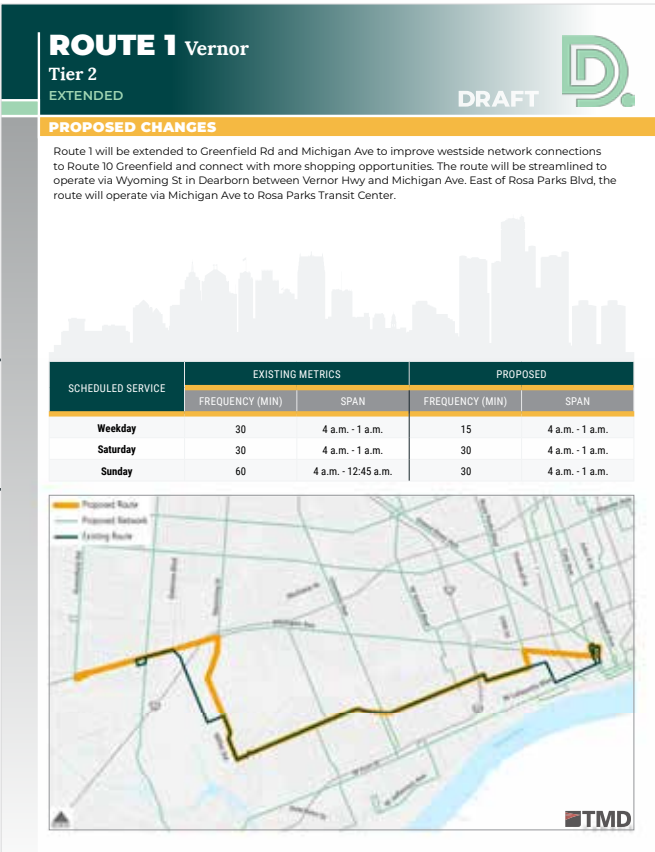 ROUTE 1 Vernor
Tier 2
EXTENDED
DRAFT
D.
PROPOSED CHANGES
Route 1 will be extended to Greenfield Rd and Michigan Ave to improve westside network connections
to Route 10 Greenfield and connect with more shopping opportunities. The route will be streamlined to
operate via Wyoming St in Dearborn between Vernor Hwy and Michigan Ave. East of Rosa Parks Blvd, the
route will operate via Michigan Ave to Rosa Parks Transit Center.
SCHEDULED SERVICE EXISTING METRICS PROPOSED
FREQUENCY (MIN) SPAN FREQUENCY (MIN) SPAN
Weekday 30 4 a.m. - 1 a.m. 15 4 a.m. - 1 a.m.
Saturday 30 4 a.m. - 1 a.m. 30 4 a.m. - 1 a.m.
Sunday 60 4 a.m. - 12:45 a.m. 30 4 a.m. - 1 a.m.
Proposed Route
Proposed Network
Existing Route
Michigan Ave
W Lafayette Blvd
W Jefferson Ave
TMD